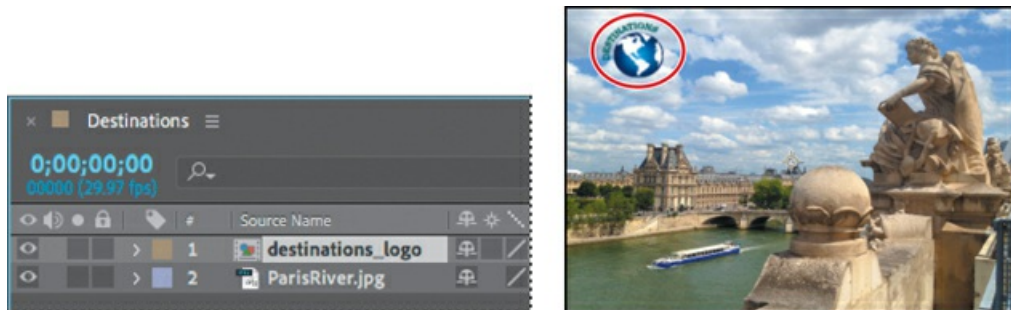 × Destinations ≡
0;00;00;00
00000 (29.97 fps)
# Source Name
1 destinations_logo
2 ParisRiver.jpg
DESTINATIONS